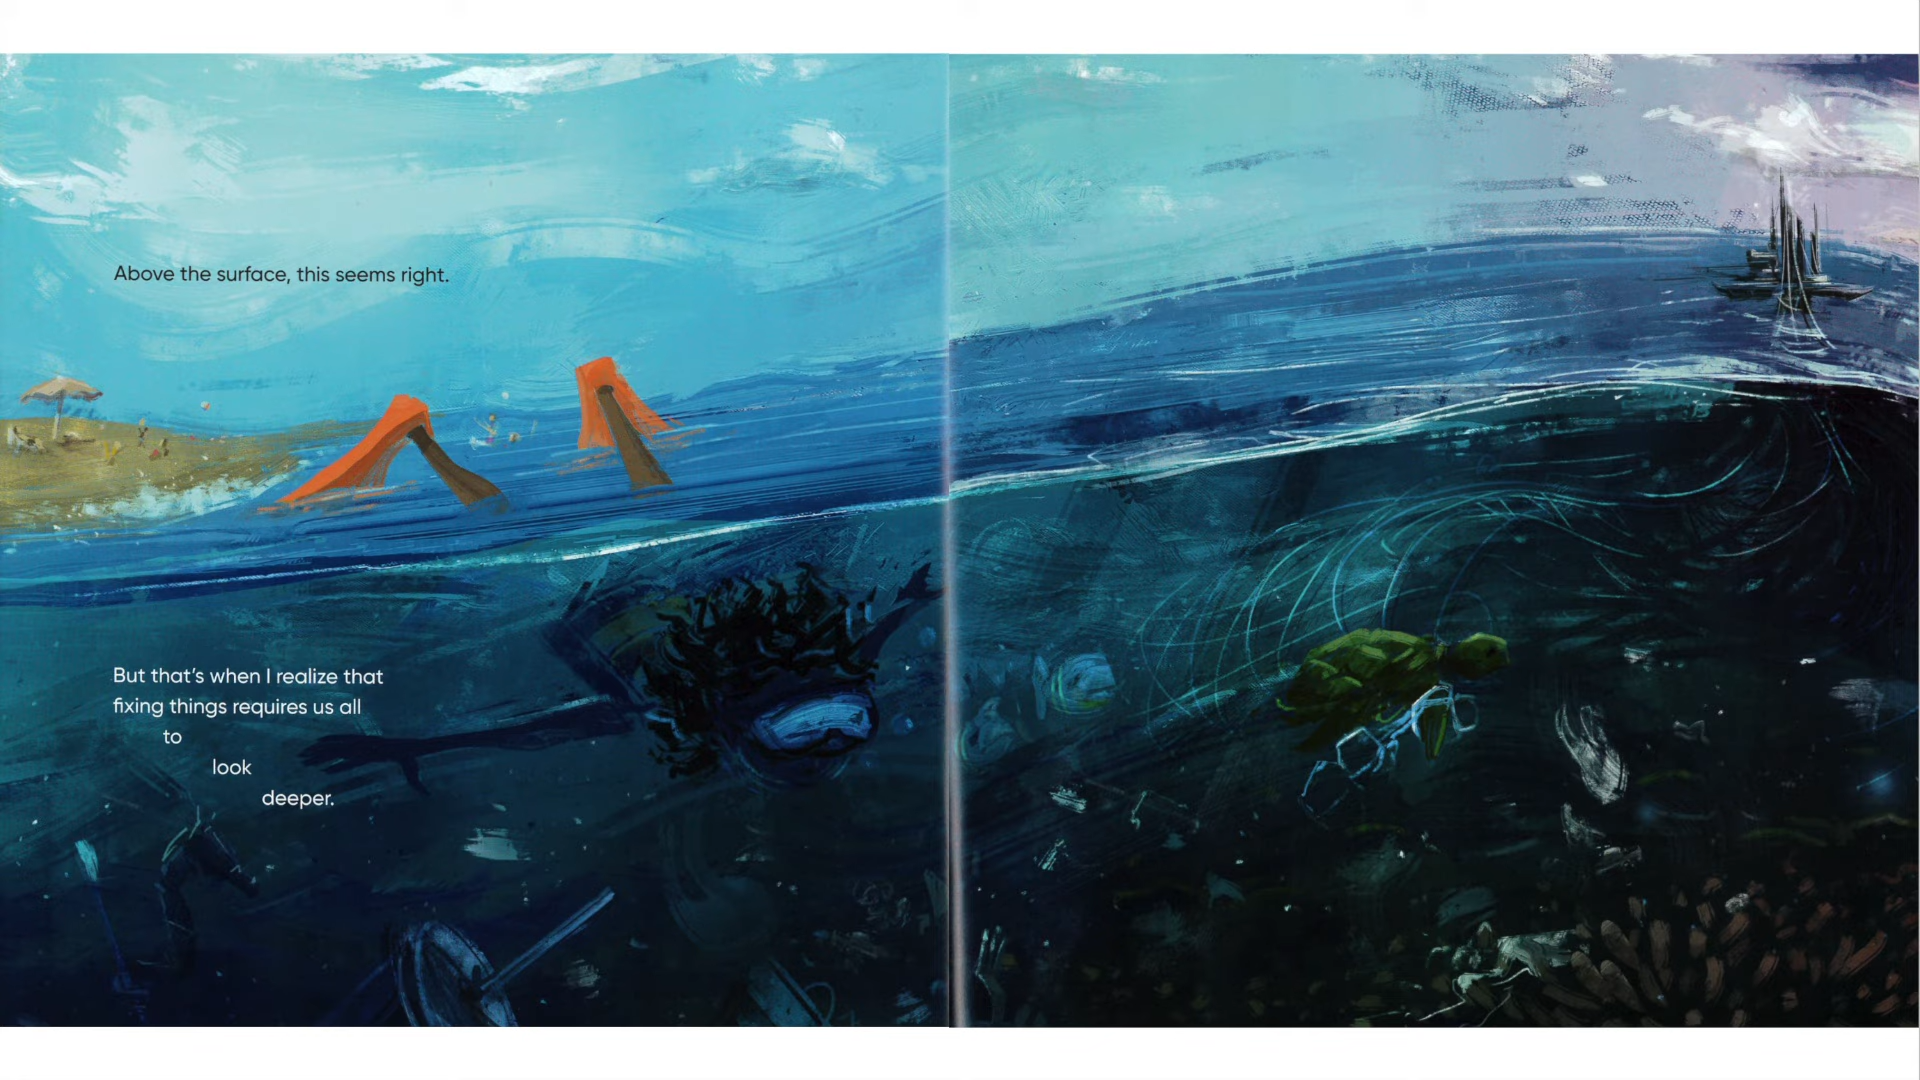 Above the surface, this seems right.
But that’s when I realize that
fixing things requires us all
to
look
deeper.